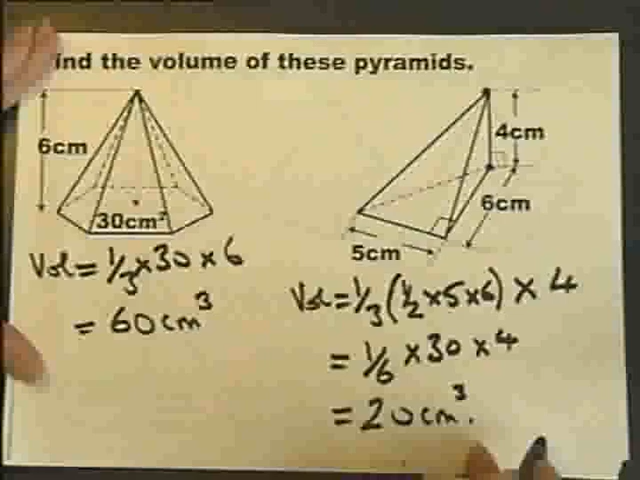 ind the volume of these pyramids.
6cm
30cm²
Vol = 1/3 × 30 × 6
= 60cm³
4cm
6cm
5cm
Vol = 1/3 (1/2 × 5 × 6) × 4
= 1/6 × 30 × 4
= 20cm³.